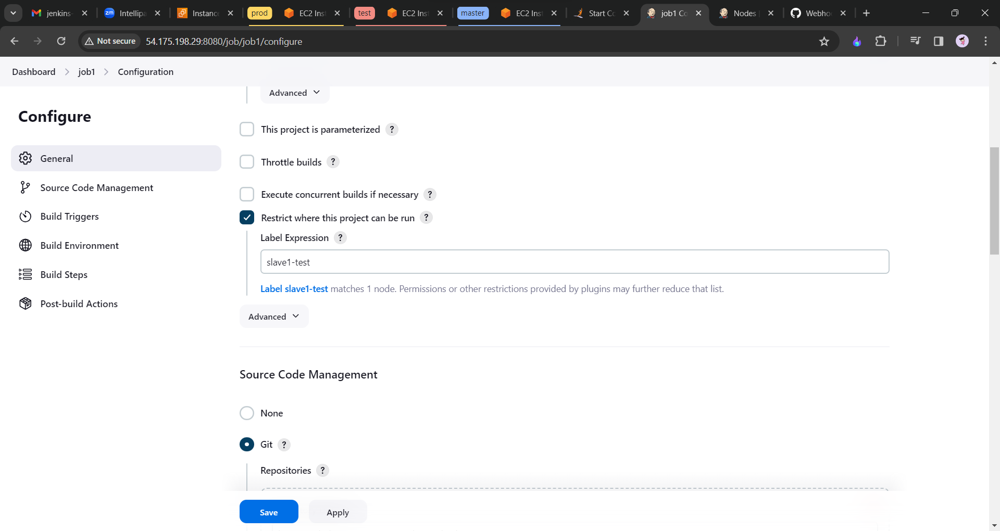 jenkins- Intellipa Instance prod EC2 Inst test EC2 Inst master EC2 Inst Start Co job1 Co Nodes Webho
Not secure 54.175.198.29:8080/job/job1/configure
Dashboard job1 Configuration
Advanced
Configure
This project is parameterized ?
General
Throttle builds ?
Source Code Management
Execute concurrent builds if necessary ?
Build Triggers
Restrict where this project can be run ?
Label Expression ?
Build Environment
slave1-test
Build Steps
Label slave1-test matches 1 node. Permissions or other restrictions provided by plugins may further reduce that list.
Post-build Actions
Advanced
Source Code Management
None
Git ?
Repositories ?
Save Apply